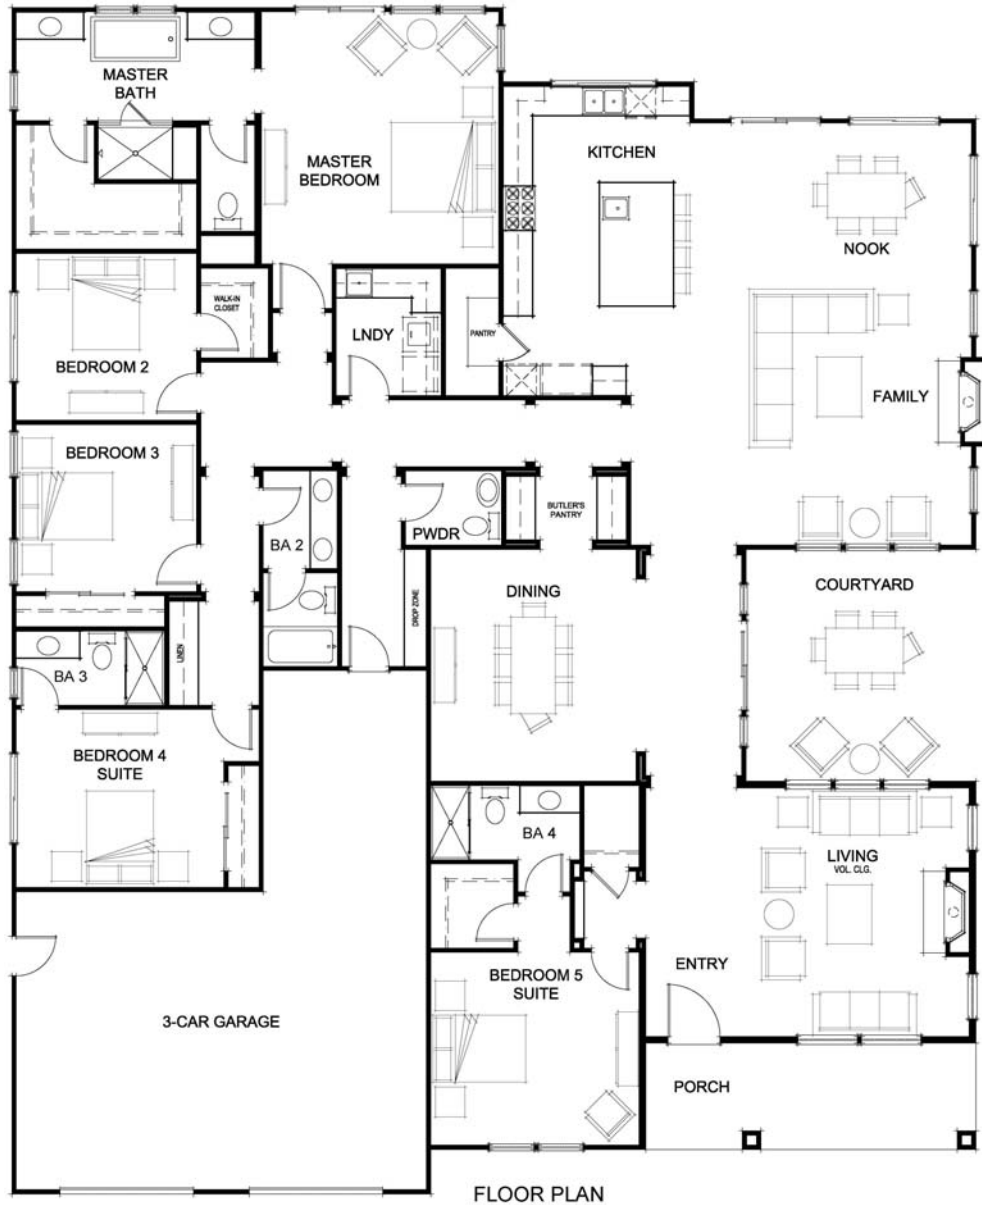 MASTER
BATH
MASTER
BEDROOM
KITCHEN
NOOK
WALK-IN
CLOSET
LNDY
PANTRY
BEDROOM 2
FAMILY
BEDROOM 3
BUTLER'S
PANTRY
PWDR
BA 2
DINING
COURTYARD
DROP ZONE
LINEN
BA 3
BEDROOM 4
SUITE
BA 4
LIVING
VOL. CLG.
ENTRY
BEDROOM 5
SUITE
3-CAR GARAGE
PORCH
FLOOR PLAN